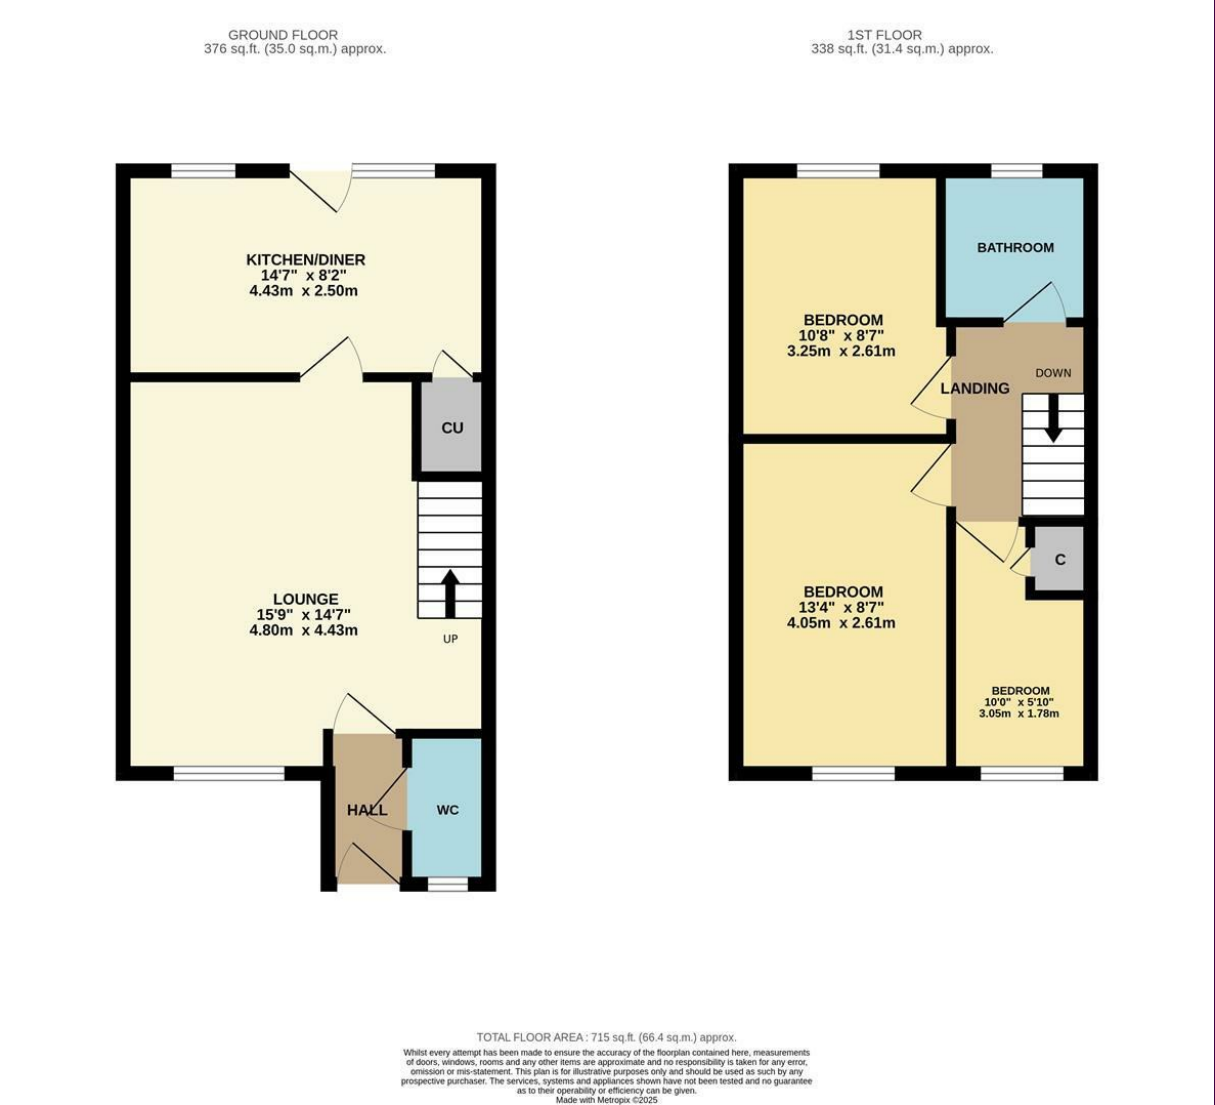 GROUND FLOOR
376 sq.ft. (35.0 sq.m.) approx.
1ST FLOOR
338 sq.ft. (31.4 sq.m.) approx.
KITCHEN/DINER
14'7" x 8'2"
4.43m x 2.50m
CU
LOUNGE
15'9" x 14'7"
4.80m x 4.43m
UP
HALL
WC
BATHROOM
BEDROOM
10'8" x 8'7"
3.25m x 2.61m
DOWN
LANDING
C
BEDROOM
13'4" x 8'7"
4.05m x 2.61m
BEDROOM
10'0" x 5'10"
3.05m x 1.78m
TOTAL FLOOR AREA : 715 sq.ft. (66.4 sq.m.) approx.
Whilst every attempt has been made to ensure the accuracy of the floorplan contained here, measurements
of doors, windows, rooms and any other items are approximate and no responsibility is taken for any error,
omission or mis-statement. This plan is for illustrative purposes only and should be used as such by any
prospective purchaser. The services, systems and appliances shown have not been tested and no guarantee
as to their operability or efficiency can be given.
Made with Metropix ©2025